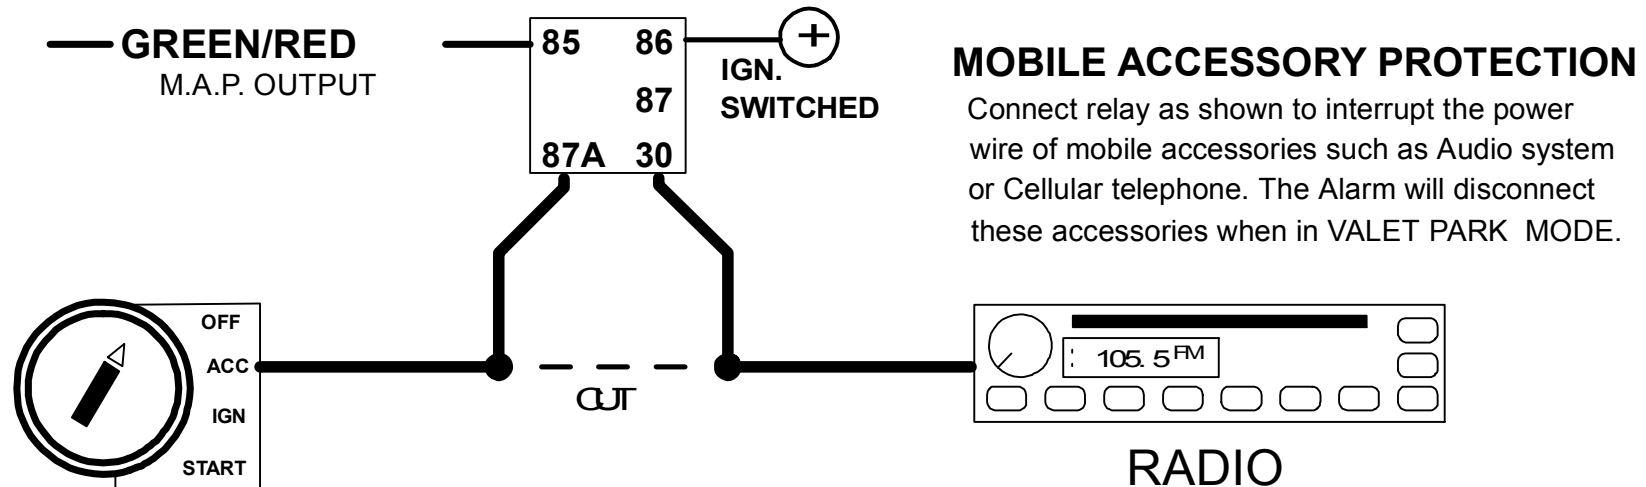 GREEN/RED
M.A.P. OUTPUT
85 86
87
87A 30
IGN.
SWITCHED
MOBILE ACCESSORY PROTECTION
Connect relay as shown to interrupt the power
wire of mobile accessories such as Audio system
or Cellular telephone. The Alarm will disconnect
these accessories when in VALET PARK MODE.
OFF
ACC
IGN
START
CUT
105.5 FM
RADIO